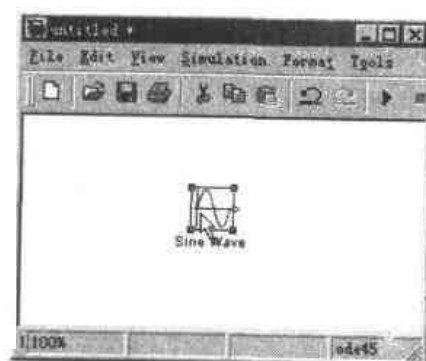 untitled *
File Edit View Simulation Format Tools
Sine Wave
100%
ode45